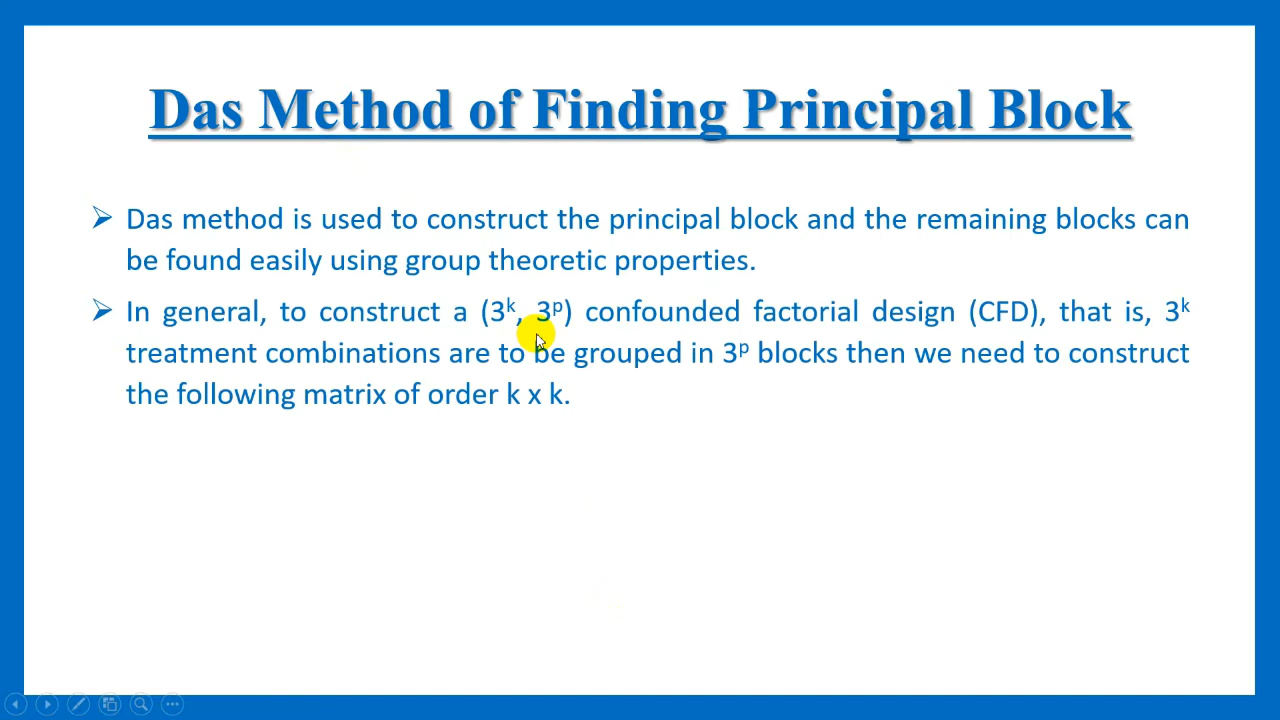 Das Method of Finding Principal Block
➢ Das method is used to construct the principal block and the remaining blocks can
be found easily using group theoretic properties.
➢ In general, to construct a (3ᵏ, 3ᵖ) confounded factorial design (CFD), that is, 3ᵏ
treatment combinations are to be grouped in 3ᵖ blocks then we need to construct
the following matrix of order k x k.